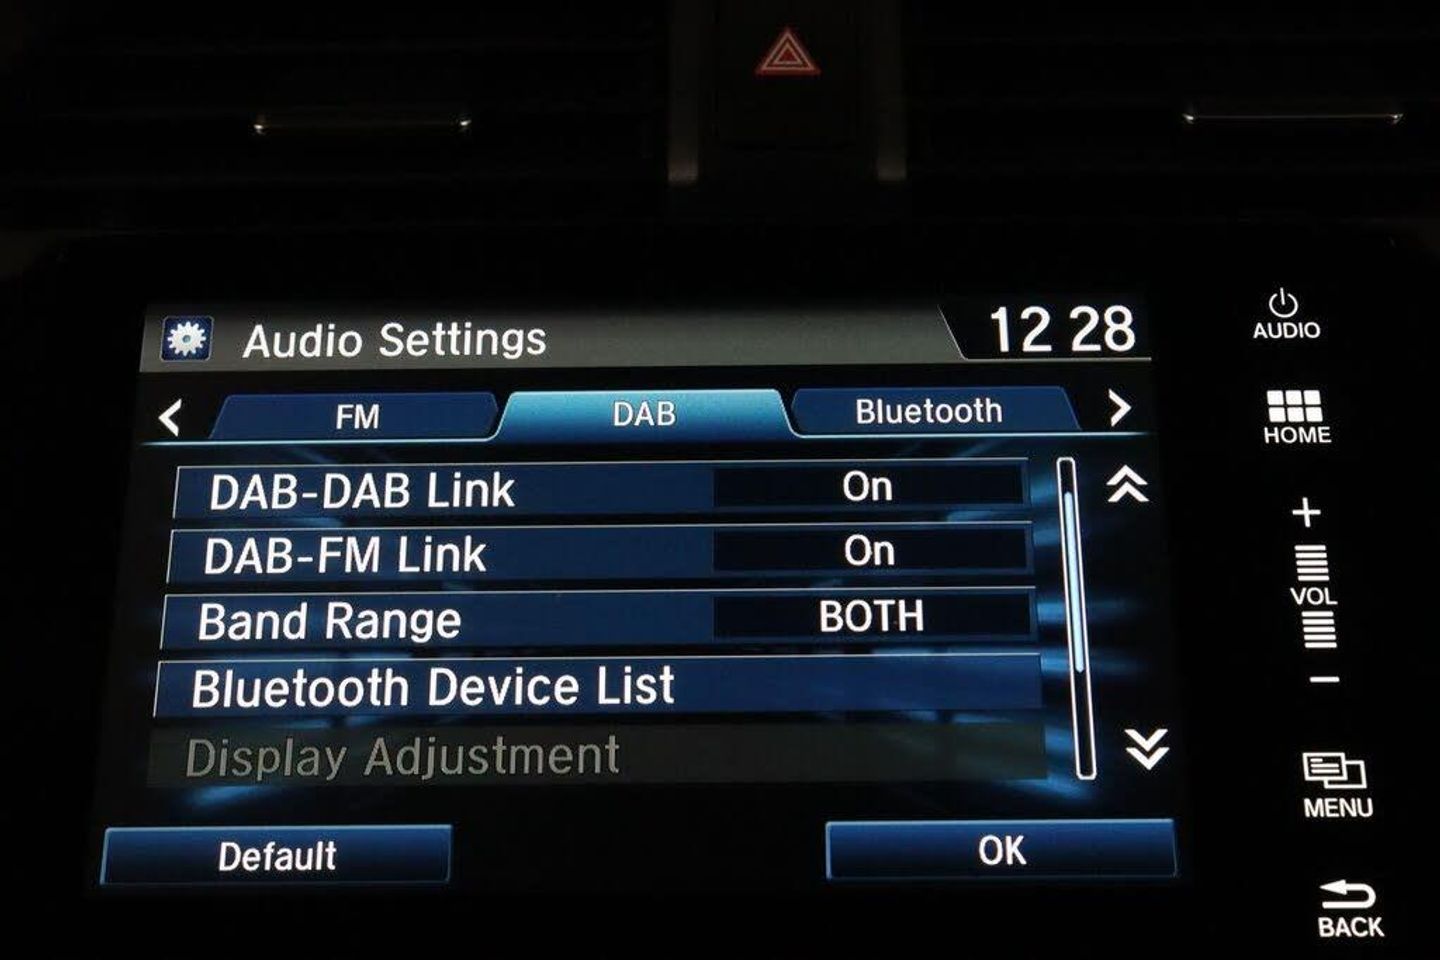 Audio Settings
12 28
FM
DAB
Bluetooth
DAB-DAB Link
On
DAB-FM Link
On
Band Range
BOTH
Bluetooth Device List
Display Adjustment
Default
OK
AUDIO
HOME
+
VOL
−
MENU
BACK